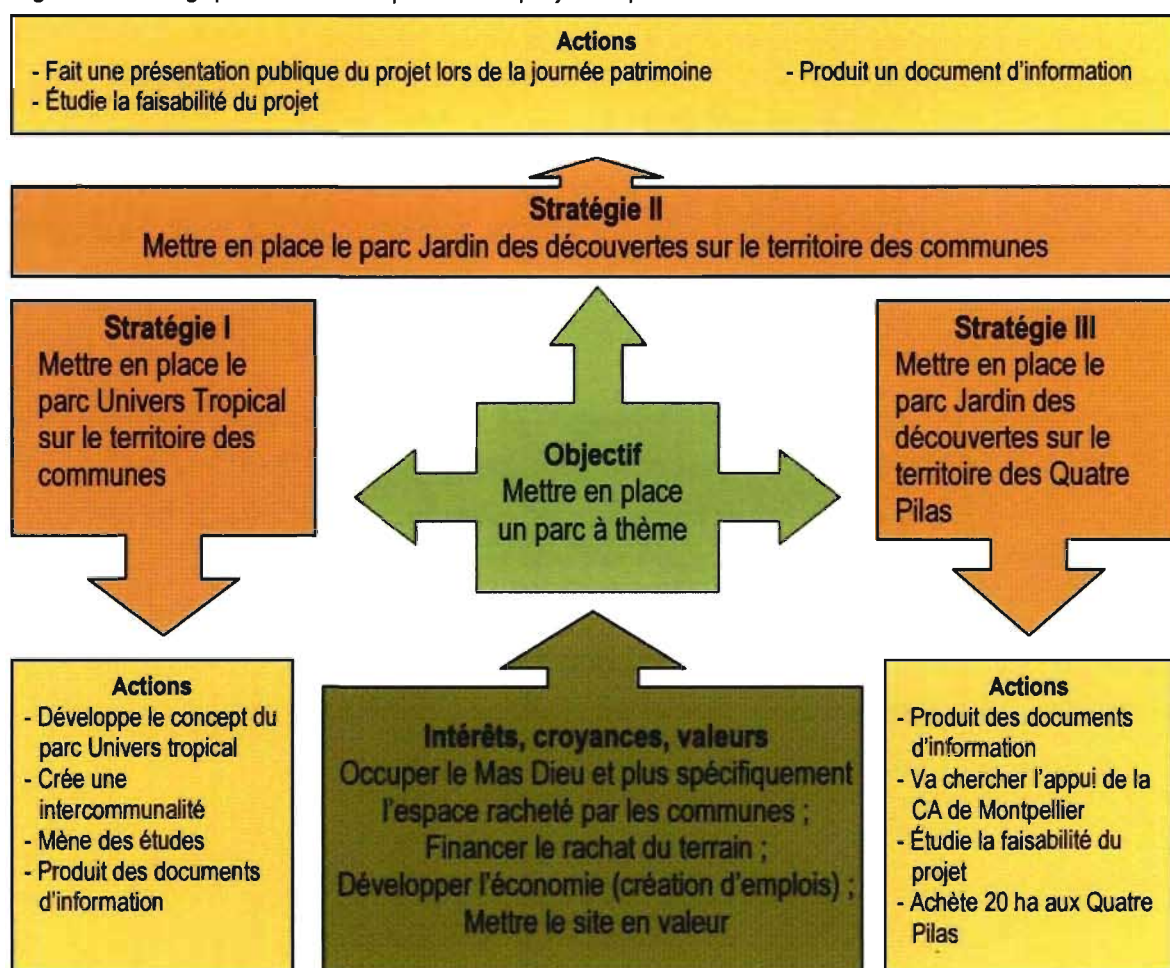 Actions
- Fait une présentation publique du projet lors de la journée patrimoine
- Produit un document d'information
- Étudie la faisabilité du projet
Stratégie II
Mettre en place le parc Jardin des découvertes sur le territoire des communes
Stratégie I
Mettre en place le
parc Univers Tropical
sur le territoire des
communes
Objectif
Mettre en place
un parc à thème
Stratégie III
Mettre en place le
parc Jardin des
découvertes sur le
territoire des Quatre
Pilas
Actions
- Développe le concept du
parc Univers tropical
- Crée une
intercommunalité
- Mène des études
- Produit des documents
d'information
Intérêts, croyances, valeurs
Occuper le Mas Dieu et plus spécifiquement
l'espace racheté par les communes ;
Financer le rachat du terrain ;
Développer l'économie (création d'emplois) ;
Mettre le site en valeur
Actions
- Produit des documents
d'information
- Va chercher l'appui de la
CA de Montpellier
- Étudie la faisabilité du
projet
- Achète 20 ha aux Quatre
Pilas